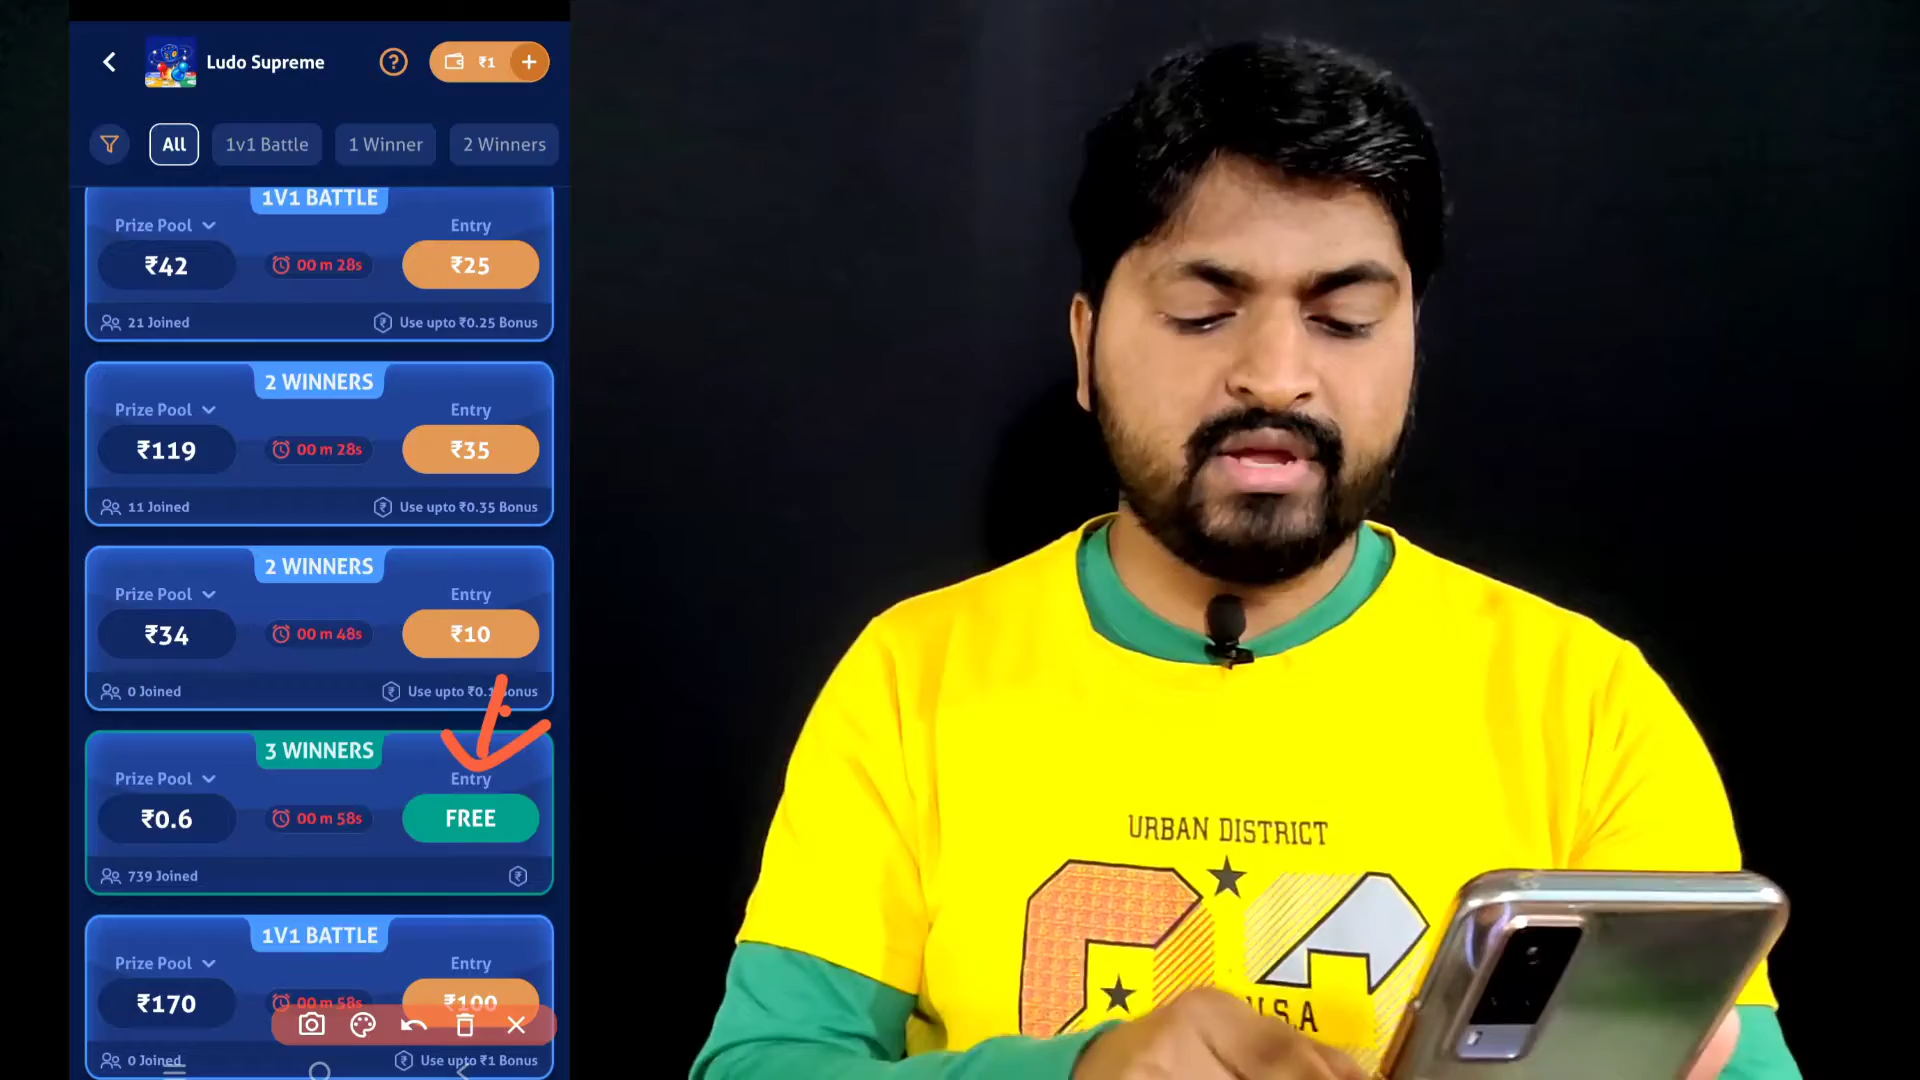 Ludo Supreme
?
₹1 +
All
1v1 Battle
1 Winner
2 Winners
1V1 BATTLE
Prize Pool
Entry
₹42
00 m 28s
₹25
21 Joined
Use upto ₹0.25 Bonus
2 WINNERS
Prize Pool
Entry
₹119
00 m 28s
₹35
11 Joined
Use upto ₹0.35 Bonus
2 WINNERS
Prize Pool
Entry
₹34
00 m 48s
₹10
0 Joined
Use upto
3 WINNERS
Prize Pool
Entry
₹0.6
00 m 58s
FREE
739 Joined
1V1 BATTLE
Prize Pool
Entry
₹170
00 m 58s
₹100
0 Joined
Use upto ₹1 Bonus
URBAN DISTRICT